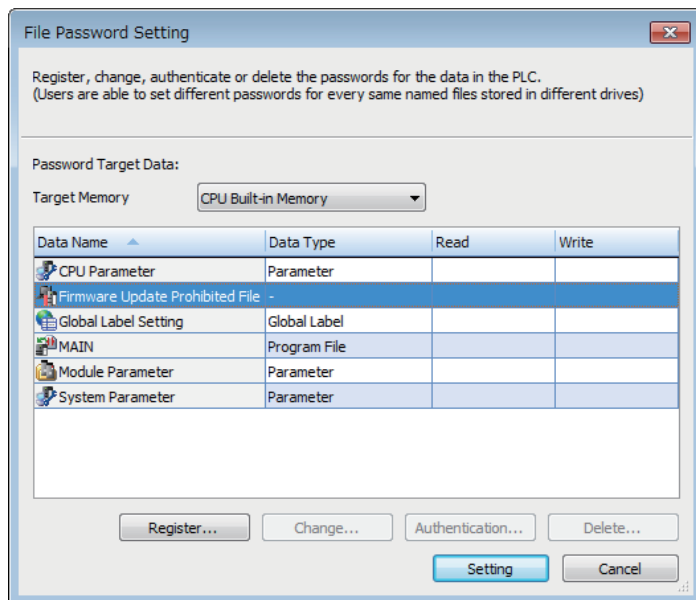 File Password Setting
Register, change, authenticate or delete the passwords for the data in the PLC.
(Users are able to set different passwords for every same named files stored in different drives)
Password Target Data:
Target Memory CPU Built-in Memory
Data Name Data Type Read Write
CPU Parameter Parameter
Firmware Update Prohibited File -
Global Label Setting Global Label
MAIN Program File
Module Parameter Parameter
System Parameter Parameter
Register... Change... Authentication... Delete...
Setting Cancel